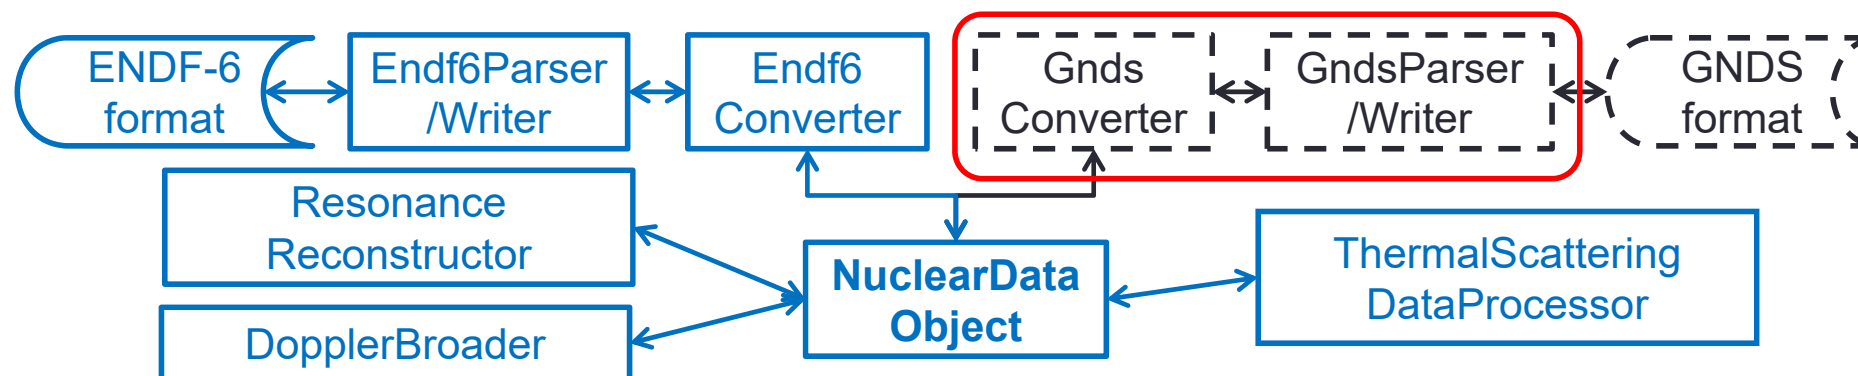 ENDF-6
format
Endf6Parser
/Writer
Endf6
Converter
Gnds
Converter
GndsParser
/Writer
GNDS
format
Resonance
Reconstructor
NuclearData
Object
ThermalScattering
DataProcessor
DopplerBroader